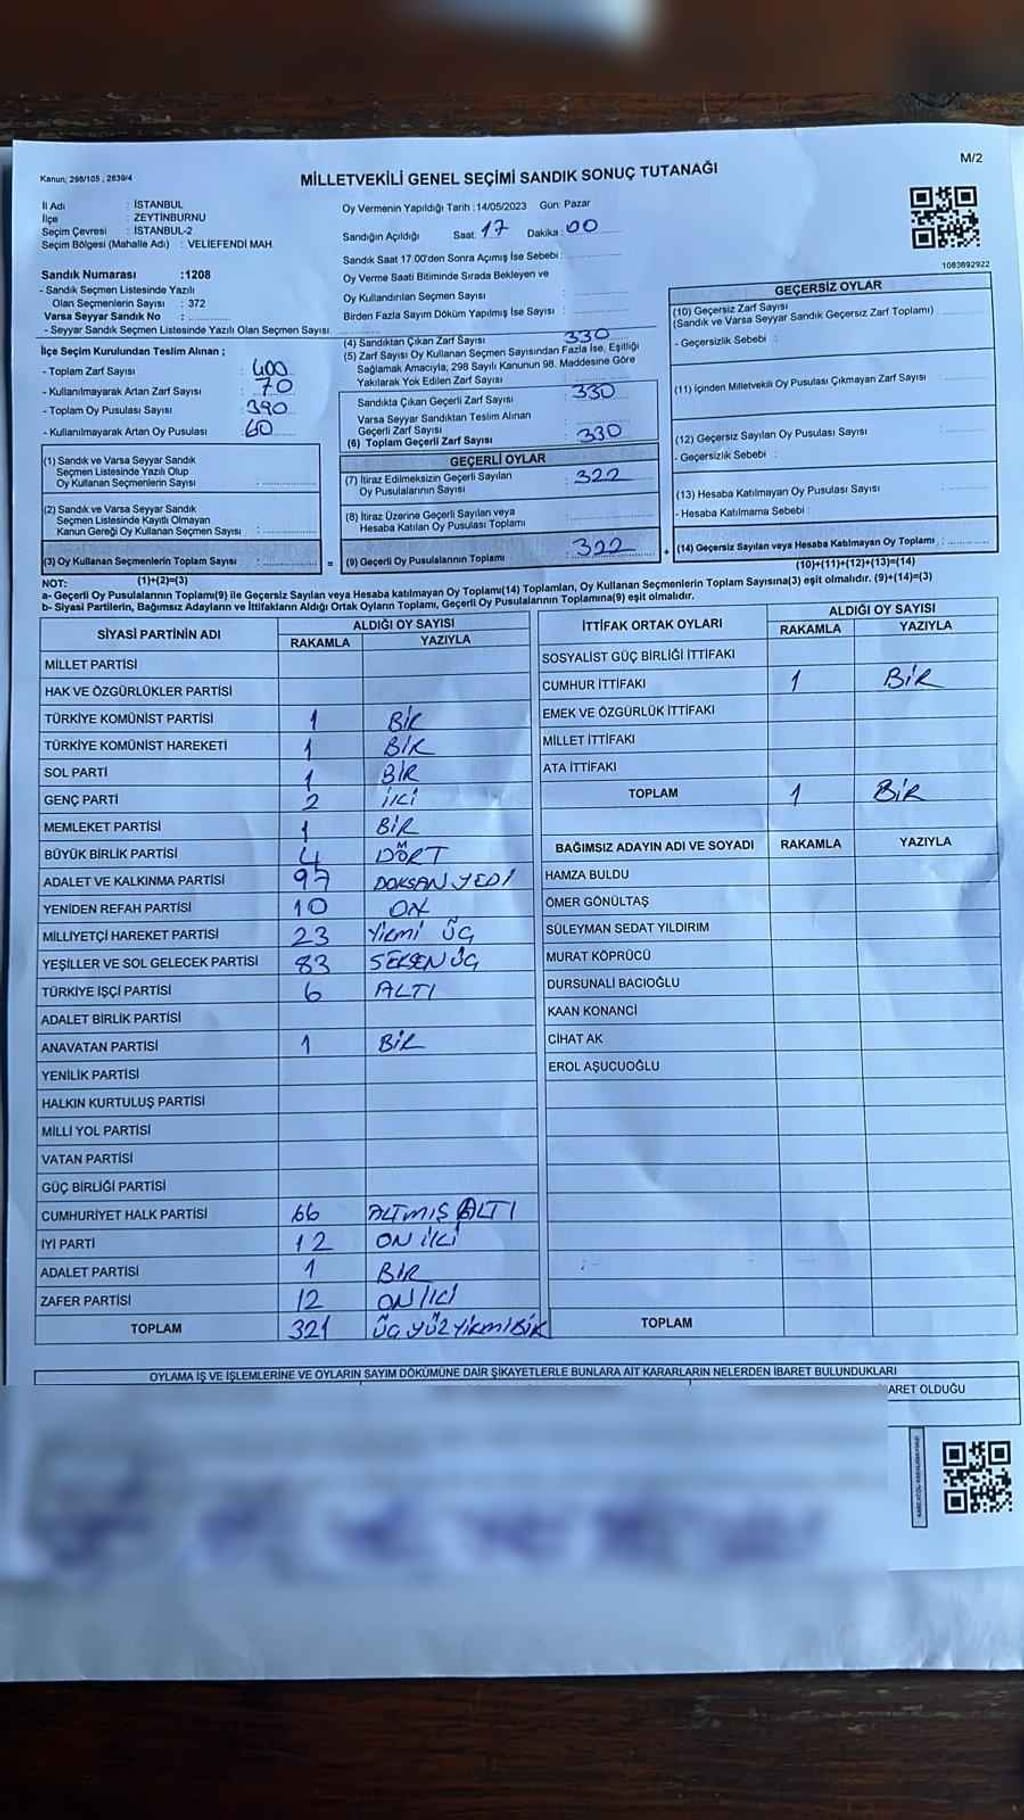 M/2
Kanun; 298/105 , 2839/4
MİLLETVEKİLİ GENEL SEÇİMİ SANDIK SONUÇ TUTANAĞI
İl Adı : İSTANBUL
İlçe : ZEYTİNBURNU
Seçim Çevresi : İSTANBUL-2
Seçim Bölgesi (Mahalle Adı) : VELİEFENDİ MAH.
Sandık Numarası :1208
- Sandık Seçmen Listesinde Yazılı
Olan Seçmenlerin Sayısı : 372
Varsa Seyyar Sandık No :
- Seyyar Sandık Seçmen Listesinde Yazılı Olan Seçmen Sayısı
Oy Vermenin Yapıldığı Tarih :14/05/2023 Gün: Pazar
Sandığın Açıldığı Saat: 17 Dakika: 00
Sandık Saat 17:00'den Sonra Açımış İse Sebebi :
Oy Verme Saati Bitiminde Sırada Bekleyen ve
Oy Kullandırılan Seçmen Sayısı
Birden Fazla Sayım Döküm Yapılmış İse Sayısı :
1083692922
İlçe Seçim Kurulundan Teslim Alınan ;
- Toplam Zarf Sayısı : 400
- Kullanılmayarak Artan Zarf Sayısı : 70
- Toplam Oy Pusulası Sayısı : 390
- Kullanılmayarak Artan Oy Pusulası : 60
(1) Sandık ve Varsa Seyyar Sandık
Seçmen Listesinde Yazılı Olup
Oy Kullanan Seçmenlerin Sayısı :
(2) Sandık ve Varsa Seyyar Sandık
Seçmen Listesinde Kayıtlı Olmayan
Kanun Gereği Oy Kullanan Seçmen Sayısı :
(3) Oy Kullanan Seçmenlerin Toplam Sayısı :
(1)+(2)=(3)
(4) Sandıktan Çıkan Zarf Sayısı 330
(5) Zarf Sayısı Oy Kullanan Seçmen Sayısından Fazla İse, Eşitliği
Sağlamak Amacıyla, 298 Sayılı Kanunun 98. Maddesine Göre
Yakılarak Yok Edilen Zarf Sayısı
Sandıkta Çıkan Geçerli Zarf Sayısı : 330
Varsa Seyyar Sandıktan Teslim Alınan
Geçerli Zarf Sayısı
(6) Toplam Geçerli Zarf Sayısı : 330
GEÇERLİ OYLAR
(7) İtiraz Edilmeksizin Geçerli Sayılan
Oy Pusulalarının Sayısı : 322
(8) İtiraz Üzerine Geçerli Sayılan veya
Hesaba Katılan Oy Pusulası Toplamı
= (9) Geçerli Oy Pusulalarının Toplamı : 322
GEÇERSİZ OYLAR
(10) Geçersiz Zarf Sayısı
(Sandık ve Varsa Seyyar Sandık Geçersiz Zarf Toplamı)
- Geçersizlik Sebebi :
(11) İçinden Milletvekili Oy Pusulası Çıkmayan Zarf Sayısı
(12) Geçersiz Sayılan Oy Pusulası Sayısı
- Geçersizlik Sebebi :
(13) Hesaba Katılmayan Oy Pusulası Sayısı
- Hesaba Katılmama Sebebi :
+ (14) Geçersiz Sayılan veya Hesaba Katılmayan Oy Toplamı :
(10)+(11)+(12)+(13)=(14)
NOT:
a- Geçerli Oy Pusulaların Toplamı(9) ile Geçersiz Sayılan veya Hesaba katılmayan Oy Toplamı(14) Toplamları, Oy Kullanan Seçmenlerin Toplam Sayısına(3) eşit olmalıdır. (9)+(14)=(3)
b- Siyasi Partilerin, Bağımsız Adayların ve İttifakların Aldığı Ortak Oyların Toplamı, Geçerli Oy Pusulalarının Toplamına(9) eşit olmalıdır.
SİYASİ PARTİNİN ADI ALDIĞI OY SAYISI
RAKAMLA YAZIYLA
MİLLET PARTİSİ
HAK VE ÖZGÜRLÜKLER PARTİSİ
TÜRKİYE KOMÜNİST PARTİSİ 1 BİR
TÜRKİYE KOMÜNİST HAREKETİ 1 BİR
SOL PARTİ 1 BİR
GENÇ PARTİ 2 İKİ
MEMLEKET PARTİSİ 1 BİR
BÜYÜK BİRLİK PARTİSİ 4 DÖRT
ADALET VE KALKINMA PARTİSİ 97 DOKSAN YEDİ
YENİDEN REFAH PARTİSİ 10 ON
MİLLİYETÇİ HAREKET PARTİSİ 23 YİRMİ ÜÇ
YEŞİLLER VE SOL GELECEK PARTİSİ 83 SEKSEN ÜÇ
TÜRKİYE İŞÇİ PARTİSİ 6 ALTI
ADALET BİRLİK PARTİSİ
ANAVATAN PARTİSİ 1 BİR
YENİLİK PARTİSİ
HALKIN KURTULUŞ PARTİSİ
MİLLİ YOL PARTİSİ
VATAN PARTİSİ
GÜÇ BİRLİĞİ PARTİSİ
CUMHURİYET HALK PARTİSİ 66 ALTMIŞ ALTI
İYİ PARTİ 12 ON İKİ
ADALET PARTİSİ 1 BİR
ZAFER PARTİSİ 12 ON İKİ
TOPLAM 321 ÜÇ YÜZ YİRMİ BİR
İTTİFAK ORTAK OYLARI ALDIĞI OY SAYISI
RAKAMLA YAZIYLA
SOSYALİST GÜÇ BİRLİĞİ İTTİFAKI
CUMHUR İTTİFAKI 1 BİR
EMEK VE ÖZGÜRLÜK İTTİFAKI
MİLLET İTTİFAKI
ATA İTTİFAKI
TOPLAM 1 BİR
BAĞIMSIZ ADAYIN ADI VE SOYADI RAKAMLA YAZIYLA
HAMZA BULDU
ÖMER GÖNÜLTAŞ
SÜLEYMAN SEDAT YILDIRIM
MURAT KÖPRÜCÜ
DURSUNALİ BACIOĞLU
KAAN KONANCİ
CİHAT AK
EROL AŞUCUOĞLU
TOPLAM
OYLAMA İŞ VE İŞLEMLERİNE VE OYLARIN SAYIM DÖKÜMÜNE DAİR ŞİKAYETLERLE BUNLARA AİT KARARLARIN NELERDEN İBARET BULUNDUKLARI
ARET OLDUĞU